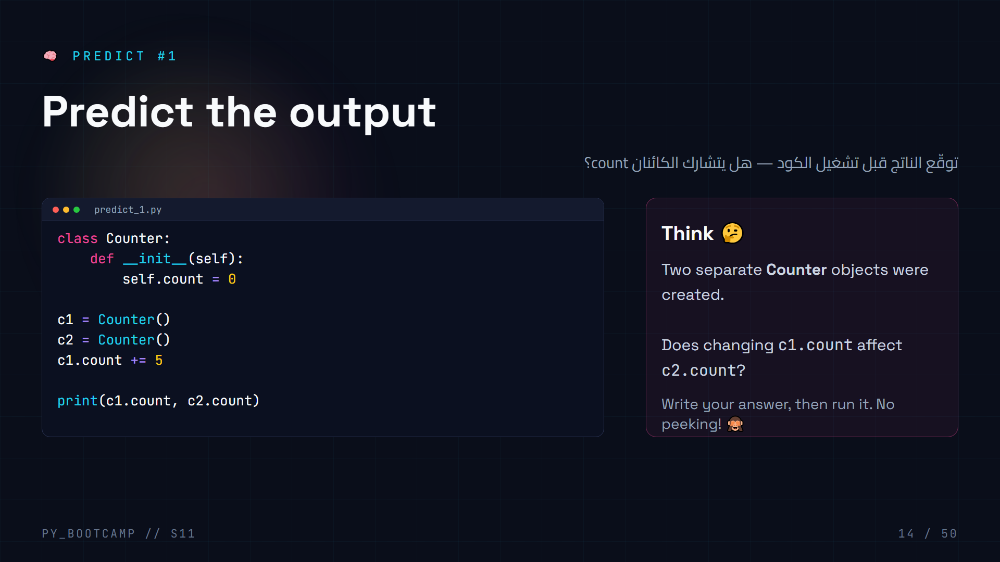 🧠 PREDICT #1
Predict the output
توقّع الناتج قبل تشغيل الكود — هل يتشارك الكائنان count؟
predict_1.py
class Counter:
    def __init__(self):
        self.count = 0
c1 = Counter()
c2 = Counter()
c1.count += 5
print(c1.count, c2.count)
Think 🤔
Two separate Counter objects were
created.
Does changing c1.count affect
c2.count?
Write your answer, then run it. No
peeking! 🙈
PY_BOOTCAMP // S11
14 / 50